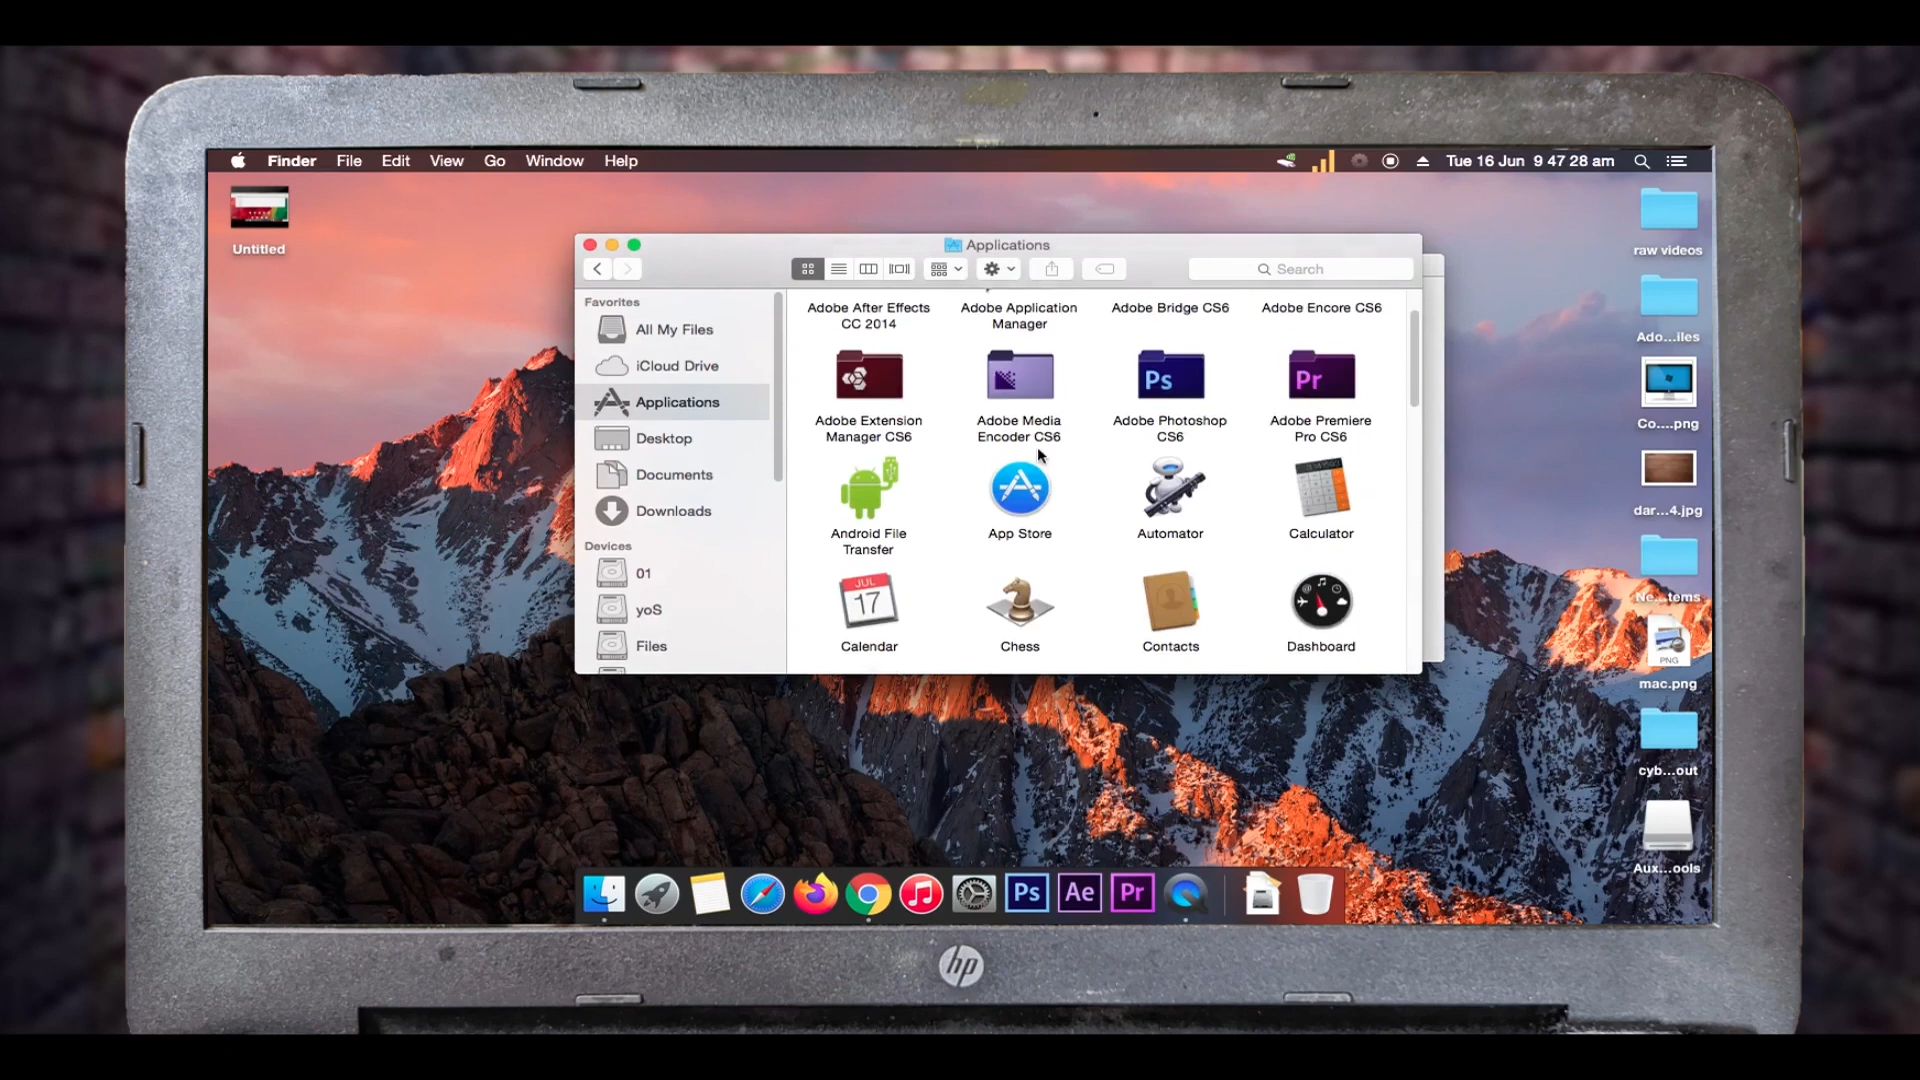 Finder File Edit View Go Window Help
Tue 16 Jun 9 47 28 am
Untitled
raw videos
Ado...iles
Co....png
dar...4.jpg
Ne...tems
mac.png
PNG
cyb...out
Aux...ools
Applications
Search
Favorites
All My Files
iCloud Drive
Applications
Desktop
Documents
Downloads
Devices
01
yoS
Files
Adobe After Effects
CC 2014
Adobe Application
Manager
Adobe Bridge CS6
Adobe Encore CS6
Ps
Pr
Adobe Extension
Manager CS6
Adobe Media
Encoder CS6
Adobe Photoshop
CS6
Adobe Premiere
Pro CS6
Android File
Transfer
App Store
Automator
Calculator
JUL
17
Calendar
Chess
Contacts
Dashboard
Ps Ae Pr
hp